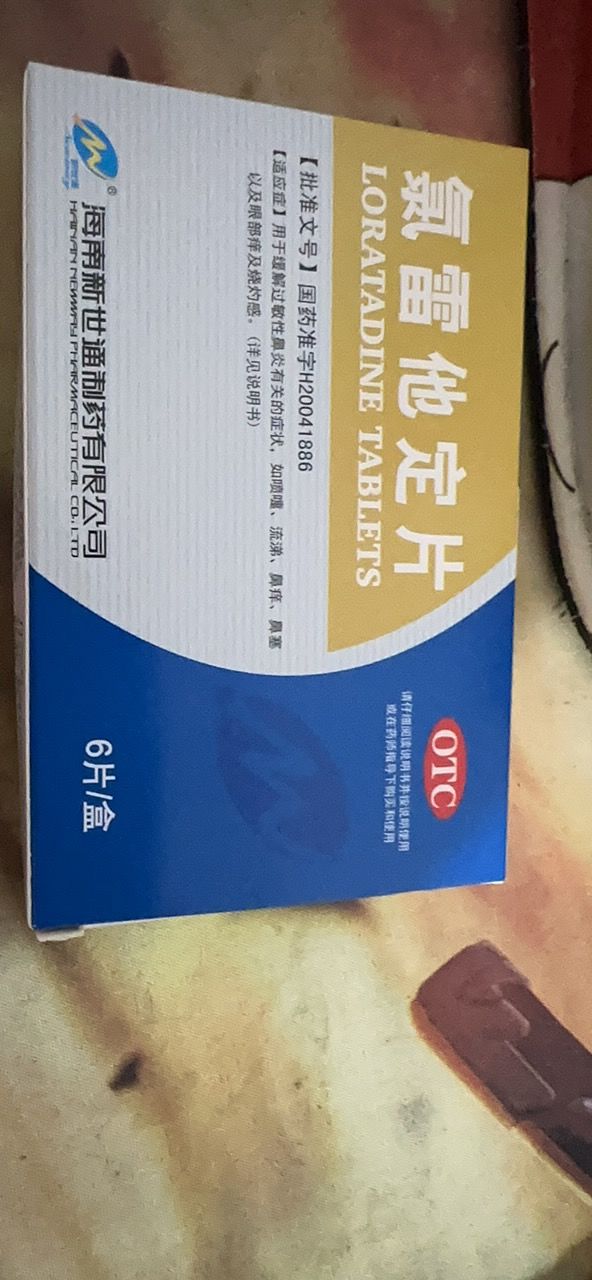 氯雷他定片
LORATADINE TABLETS
OTC
请仔细阅读说明书并按说明使用
或在药师指导下购买和使用
【批准文号】国药准字H20041886
【适应症】用于缓解过敏性鼻炎有关的症状，如喷嚏、流涕、鼻痒、鼻塞
以及眼部痒及烧灼感。(详见说明书)
®
海南新世通制药有限公司
HAINAN NEWWAY PHARMACEUTICAL CO., LTD
6片/盒